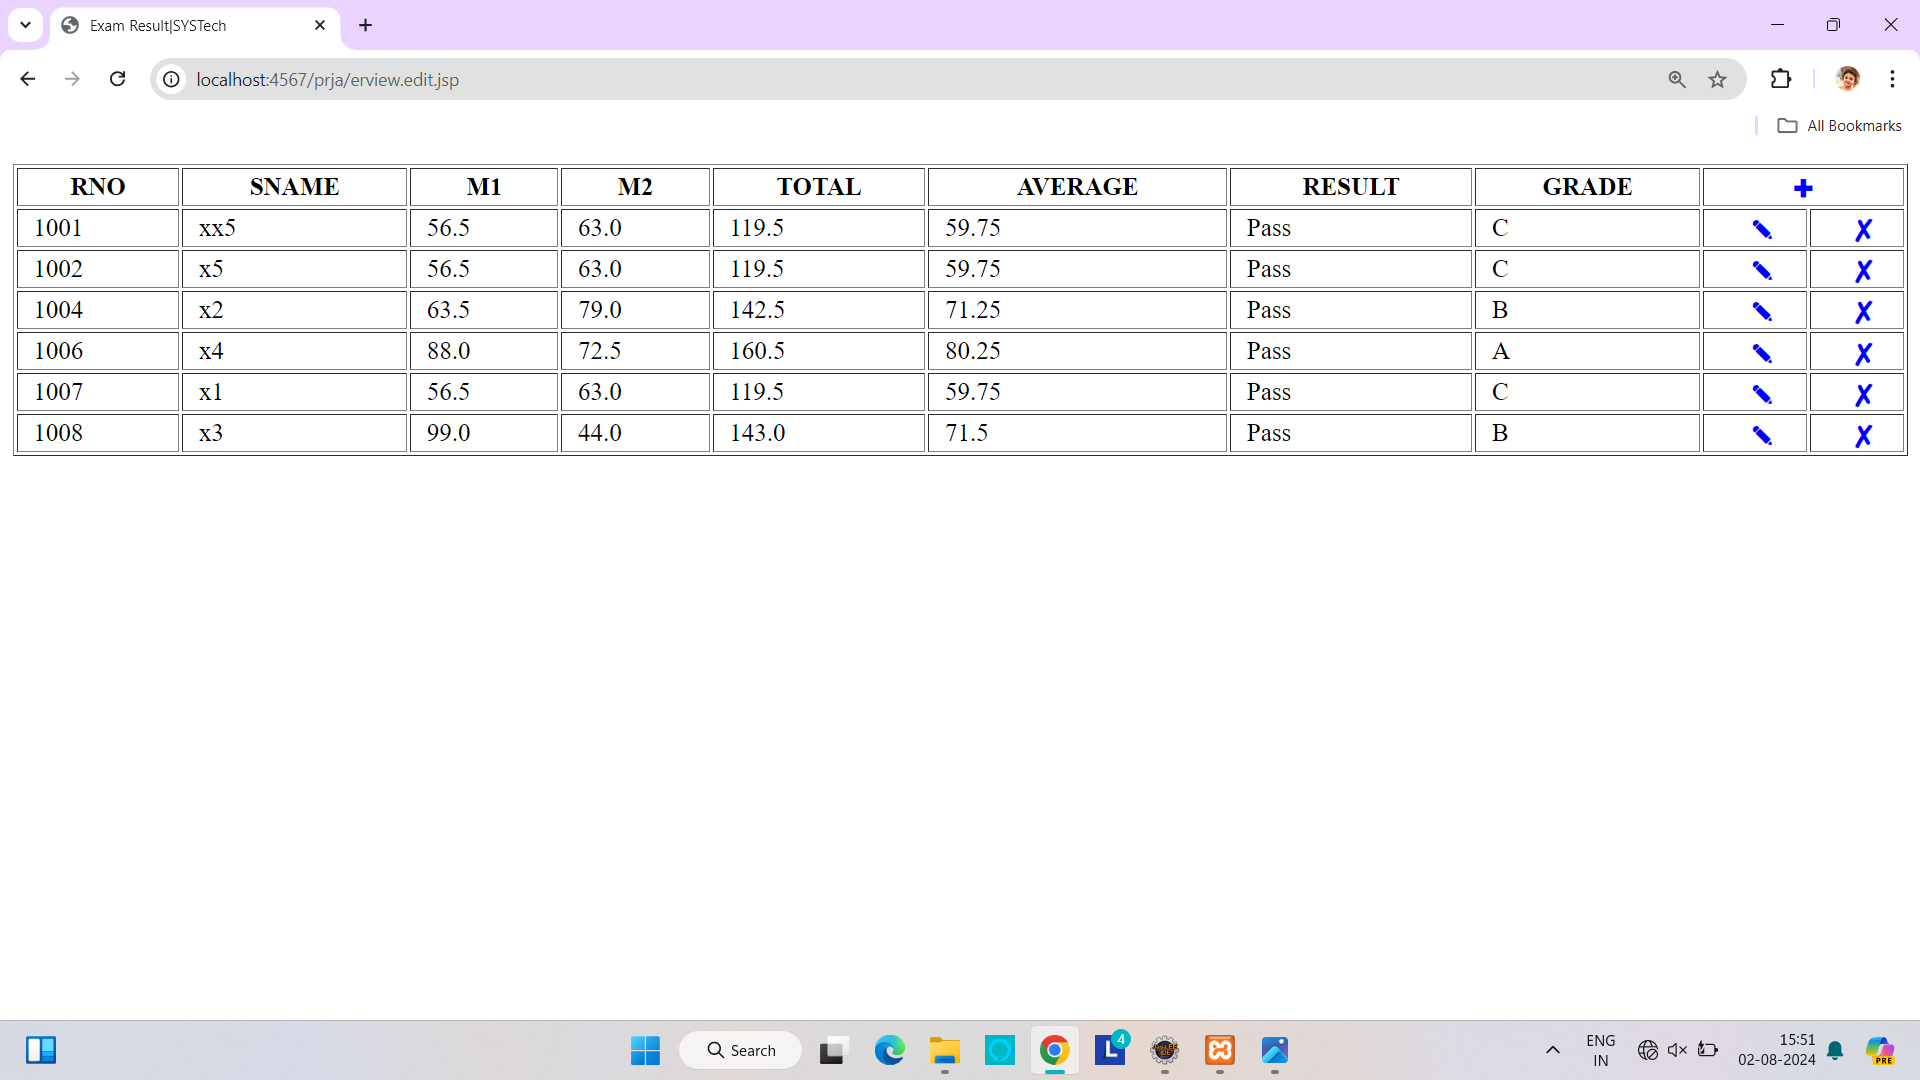 Exam Result|SYSTech
localhost:4567/prja/erview.edit.jsp
All Bookmarks
RNO SNAME M1 M2 TOTAL AVERAGE RESULT GRADE
1001 xx5 56.5 63.0 119.5 59.75 Pass C
1002 x5 56.5 63.0 119.5 59.75 Pass C
1004 x2 63.5 79.0 142.5 71.25 Pass B
1006 x4 88.0 72.5 160.5 80.25 Pass A
1007 x1 56.5 63.0 119.5 59.75 Pass C
1008 x3 99.0 44.0 143.0 71.5 Pass B
Search
L 4
ENG
IN
15:51
02-08-2024
PRE